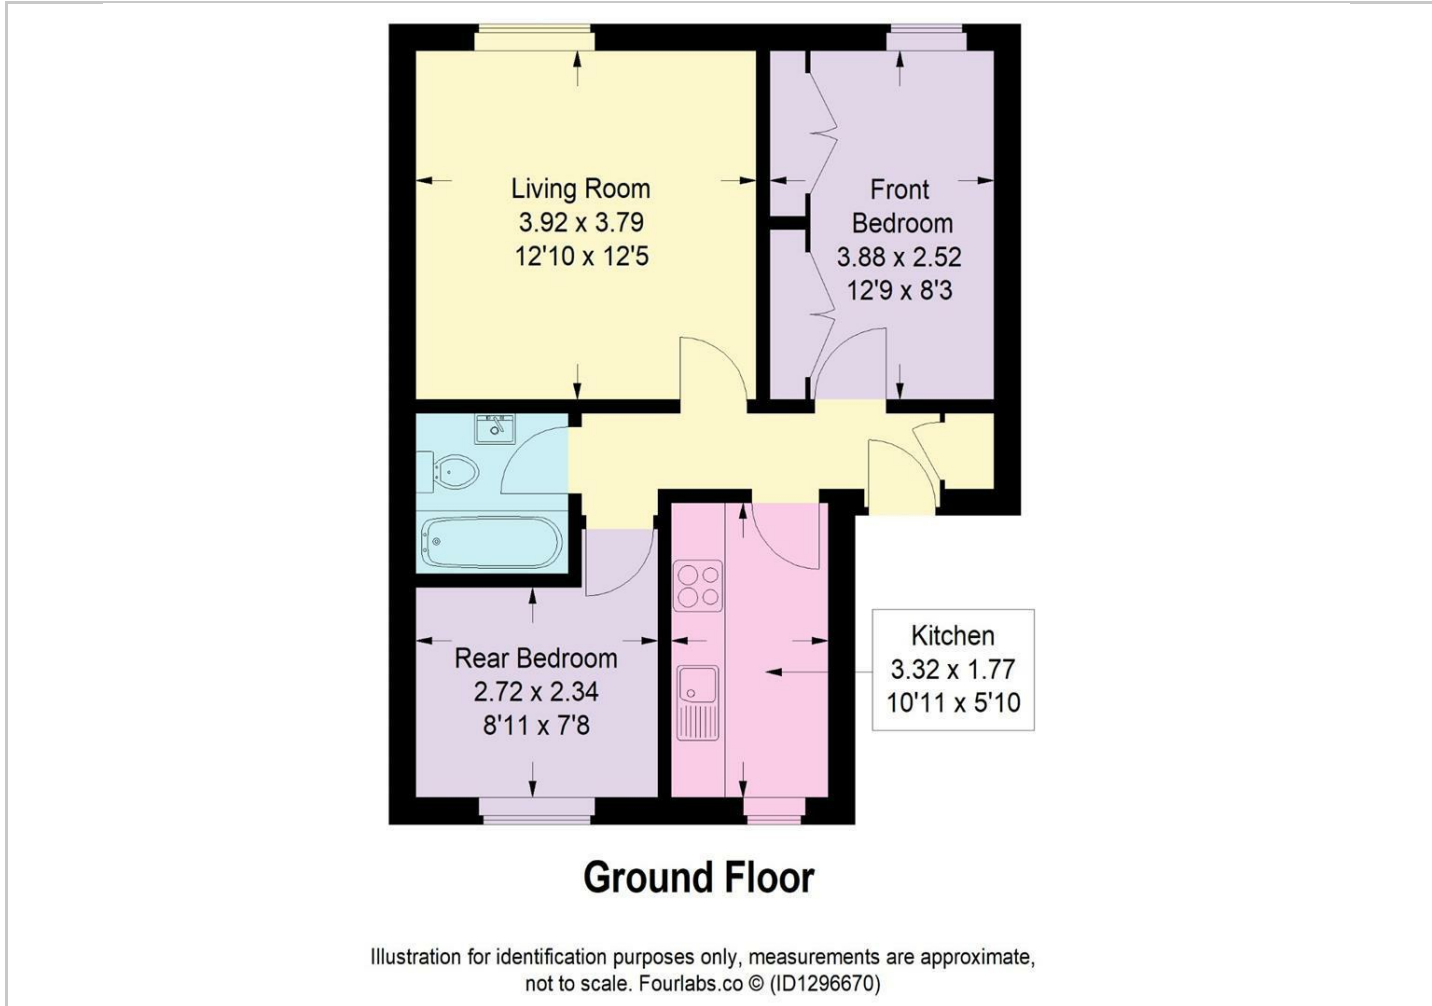 Living Room
3.92 x 3.79
12'10 x 12'5
Front
Bedroom
3.88 x 2.52
12'9 x 8'3
Rear Bedroom
2.72 x 2.34
8'11 x 7'8
Kitchen
3.32 x 1.77
10'11 x 5'10
Ground Floor
Illustration for identification purposes only, measurements are approximate,
not to scale. Fourlabs.co © (ID1296670)